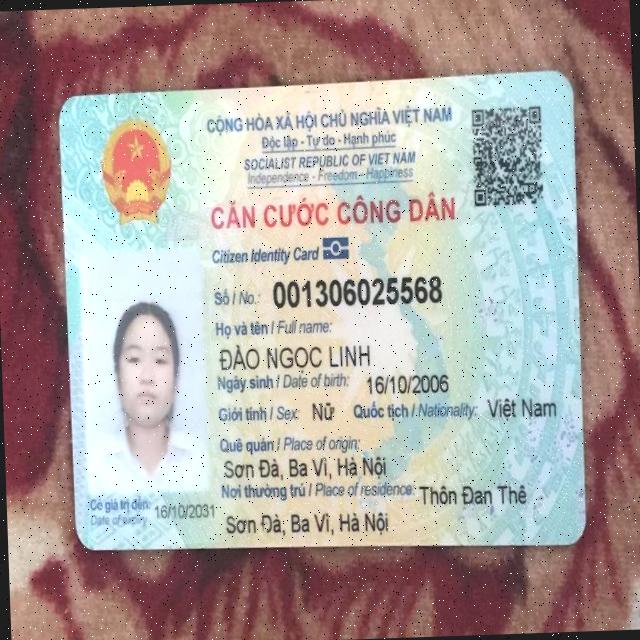 CỘNG HÒA XÃ HỘI CHỦ NGHĨA VIỆT NAM
Độc lập - Tự do - Hạnh phúc
SOCIALIST REPUBLIC OF VIET NAM
Independence - Freedom - Happiness
CĂN CƯỚC CÔNG DÂN
Citizen Identity Card
Số / No.: 001306025568
Họ và tên / Full name:
ĐÀO NGỌC LINH
Ngày sinh / Date of birth: 16/10/2006
Giới tính / Sex: Nữ Quốc tịch / Nationality: Việt Nam
Quê quán / Place of origin:
Sơn Đà, Ba Vì, Hà Nội
Nơi thường trú / Place of residence: Thôn Đan Thê
Sơn Đà, Ba Vì, Hà Nội
Có giá trị đến: 16/10/2031
Date of expiry